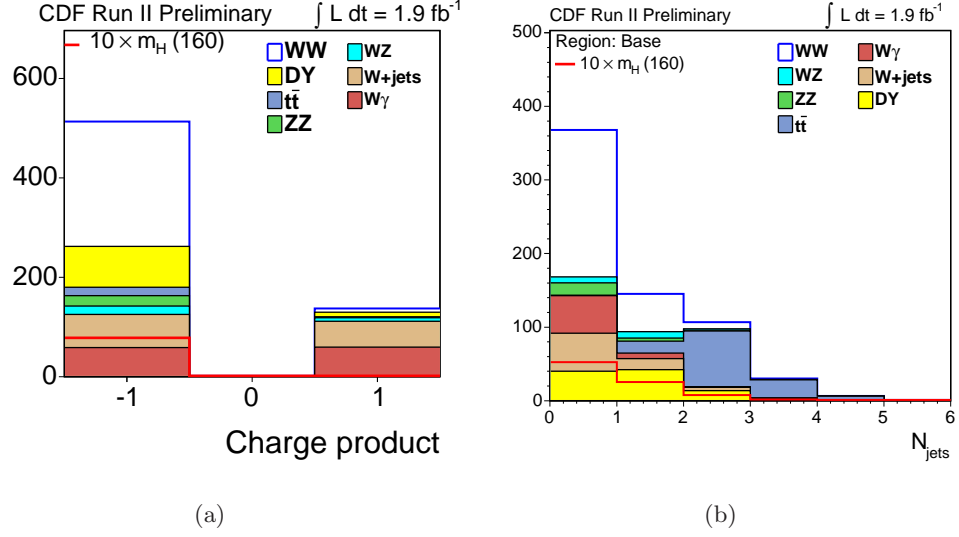 CDF Run II Preliminary
∫ L dt = 1.9 fb⁻¹
10 × m_H (160)
WW
DY
tt̄
ZZ
WZ
W+jets
Wγ
600
400
200
0
-1 0 1
Charge product
(a)
CDF Run II Preliminary
∫ L dt = 1.9 fb⁻¹
Region: Base
10 × m_H (160)
WW
WZ
ZZ
tt̄
Wγ
W+jets
DY
500
400
300
200
100
0
0 1 2 3 4 5 6
N_jets
(b)